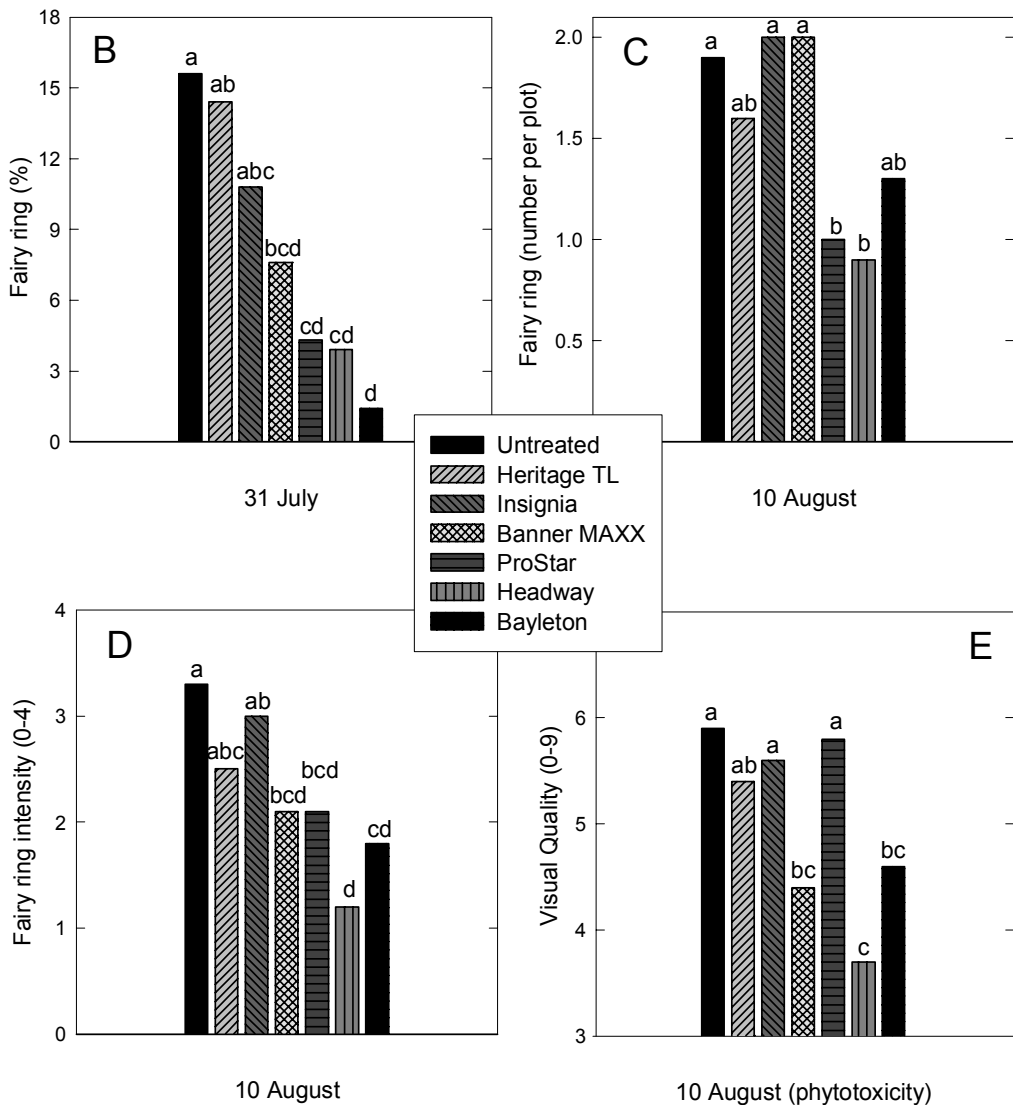 B
Fairy ring (%)
18
15
12
9
6
3
0
a
ab
abc
bcd
cd
cd
d
31 July
C
Fairy ring (number per plot)
2.0
1.5
1.0
0.5
a
ab
a
a
b
b
ab
10 August
Untreated
Heritage TL
Insignia
Banner MAXX
ProStar
Headway
Bayleton
D
Fairy ring intensity (0-4)
4
3
2
1
0
a
abc
ab
bcd
bcd
d
cd
10 August
E
Visual Quality (0-9)
6
5
4
3
a
ab
a
bc
a
c
bc
10 August (phytotoxicity)